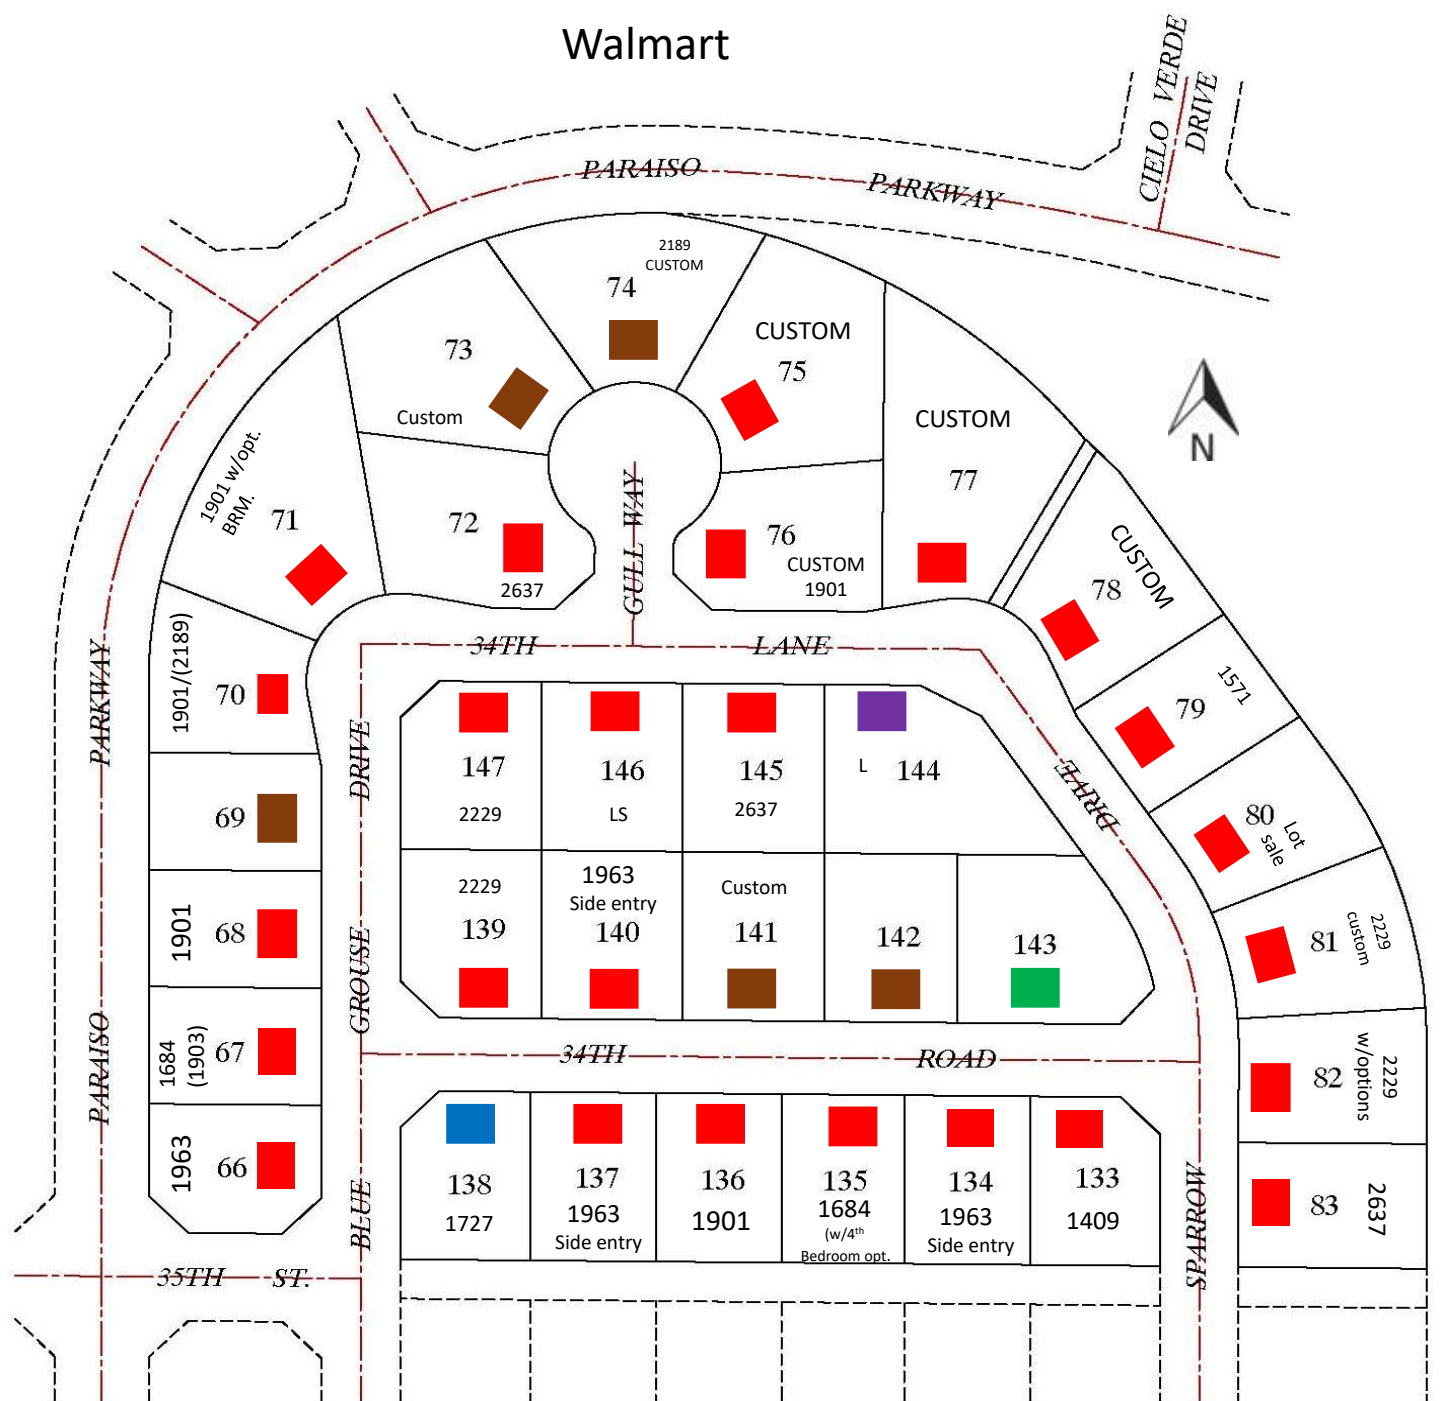 Walmart
CIELO VERDE
DRIVE
PARAISO
PARKWAY
2189
CUSTOM
74
73
Custom
CUSTOM
75
CUSTOM
77
N
1901 w/opt.
BRM.
71
72
2637
GULL WAY
76
CUSTOM
1901
CUSTOM
78
34TH
LANE
1901/(2189)
70
PARKWAY
DRIVE
147
2229
146
LS
145
2637
L
144
DRIVE
79
1571
80
Lot
sale
69
1901
68
2229
139
1963
Side entry
140
Custom
141
142
143
81
2229
custom
GROUSE
PARAISO
1684
(1903)
67
34TH
ROAD
82
2229
w/options
1963
66
138
1727
137
1963
Side entry
136
1901
135
1684
(w/4th
Bedroom opt.
134
1963
Side entry
133
1409
83
2637
BLUE
SPARROW
35TH
ST.